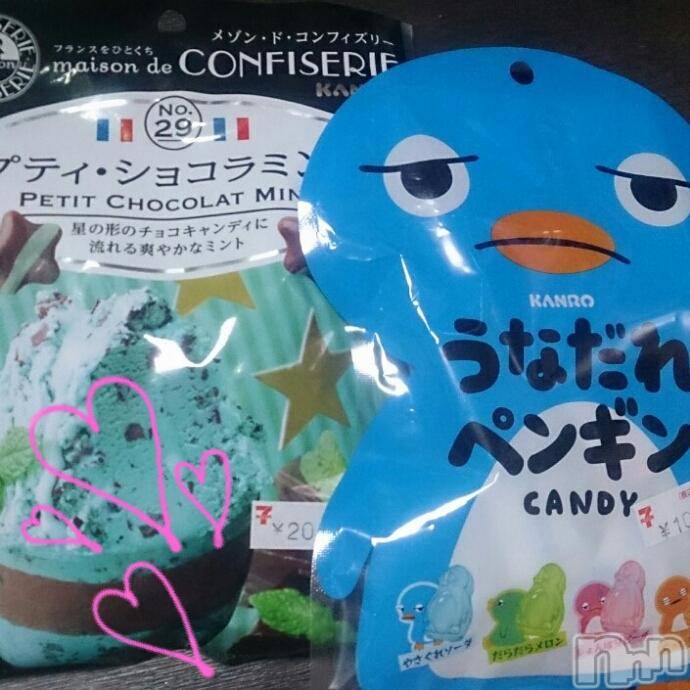 メゾン・ド・コンフィズリー
フランスをひとくち
maison de CONFISERIE
KANRO
No.
29
プティ・ショコラミン
PETIT CHOCOLAT MIN
星の形のチョコキャンディに
流れる爽やかなミント
¥20
KANRO
うなだれ
ペンギン
CANDY
¥1
やさぐれソーダ
だらだらメロン